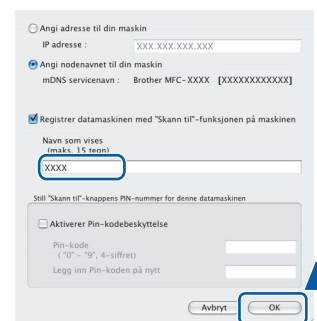 Angi adresse til din maskin
IP adresse : XXX.XXX.XXX.XXX
Angi nodenavnet til din maskin
mDNS servicenavn : Brother MFC-XXXX [XXXXXXXXXXXX]
Registrer datamaskinen med "Skann til"-funksjonen på maskinen
Navn som vises
(maks. 15 tegn)
XXXX
Still "Skann til"-knappens PIN-nummer for denne datamaskinen
Aktiverer Pin-kodebeskyttelse
Pin-kode
( "0" - "9", 4-siffret)
Legg inn Pin-koden på nytt
Avbryt OK